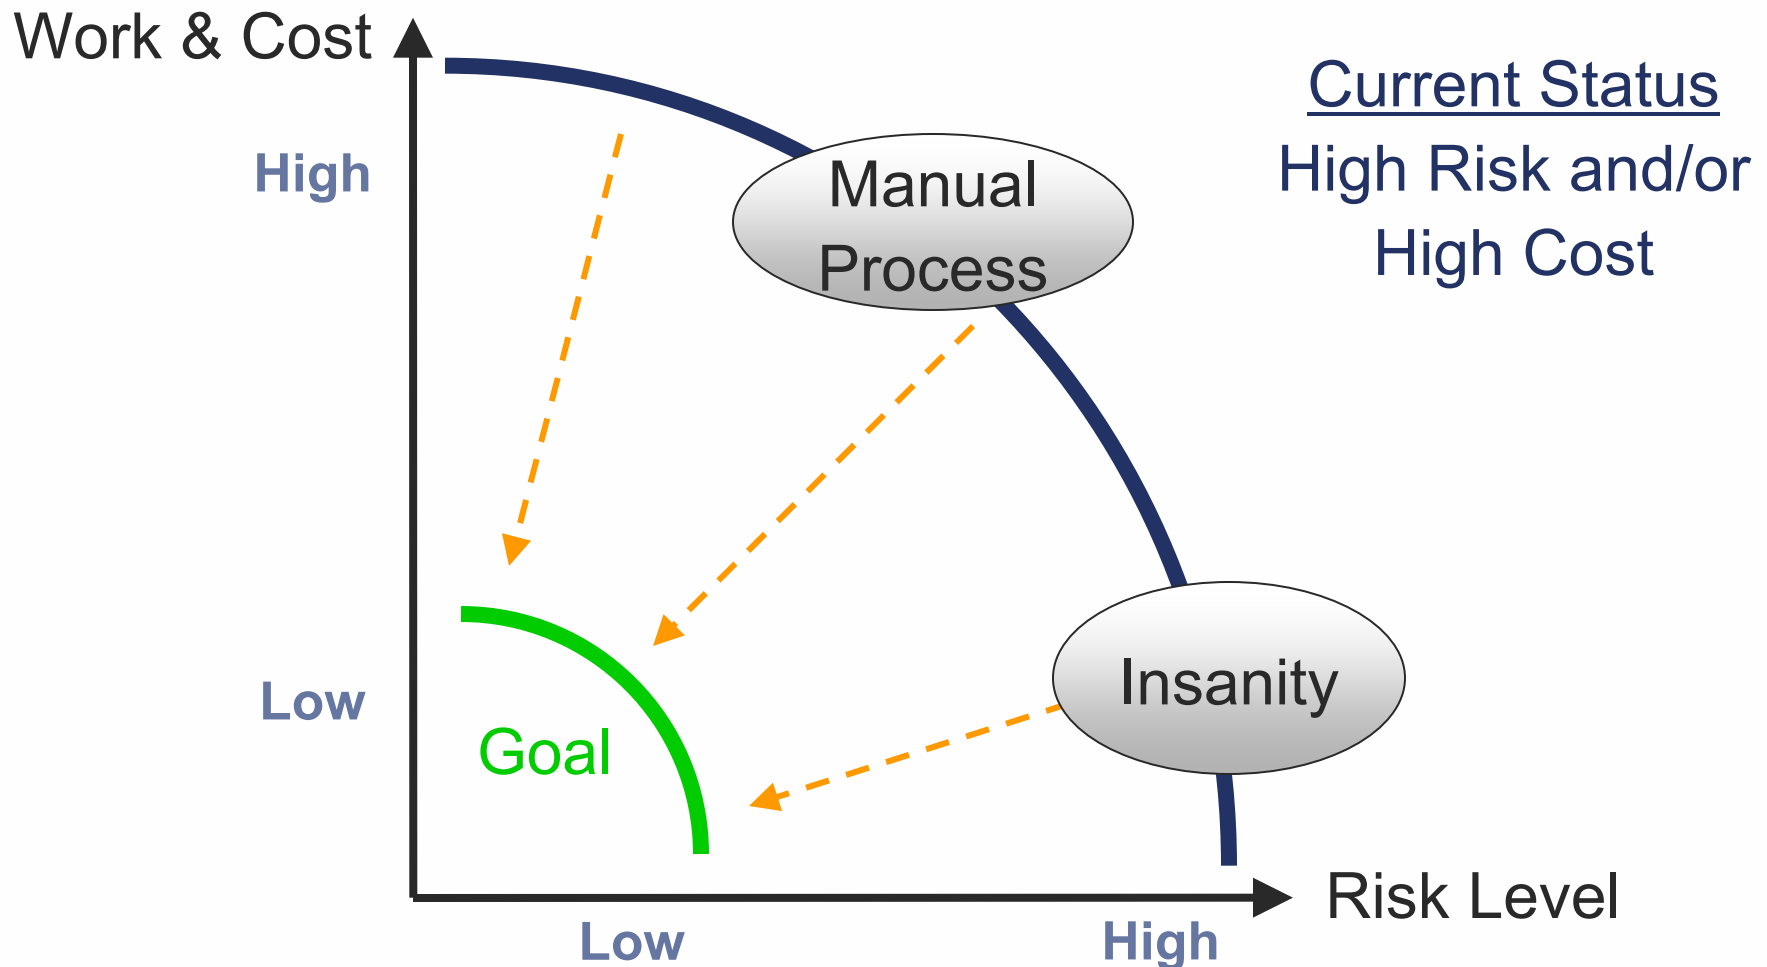 Work & Cost
Current Status
High Risk and/or
High Cost
High
Manual
Process
Low
Goal
Insanity
Risk Level
Low
High